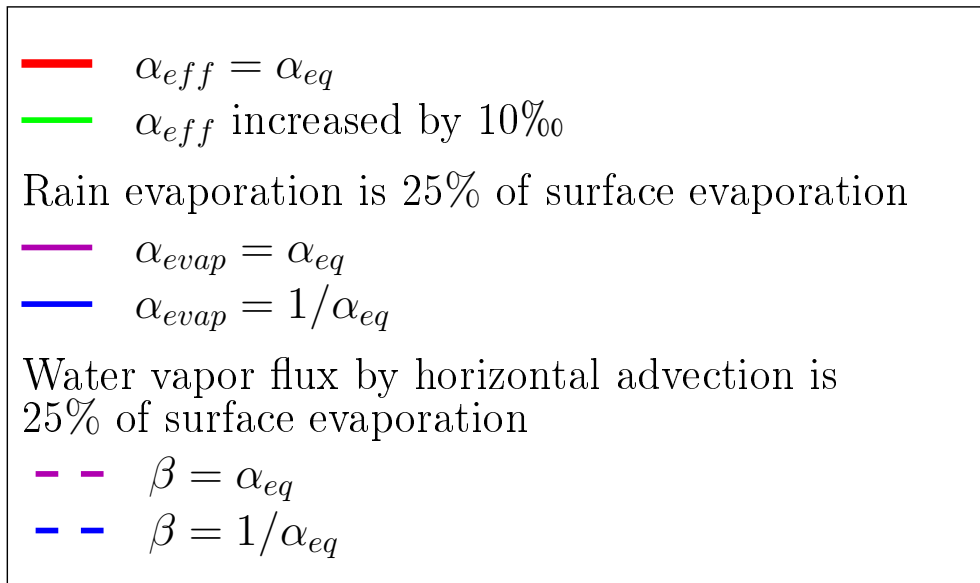 α_eff = α_eq
α_eff increased by 10‰
Rain evaporation is 25% of surface evaporation
α_evap = α_eq
α_evap = 1/α_eq
Water vapor flux by horizontal advection is
25% of surface evaporation
β = α_eq
β = 1/α_eq